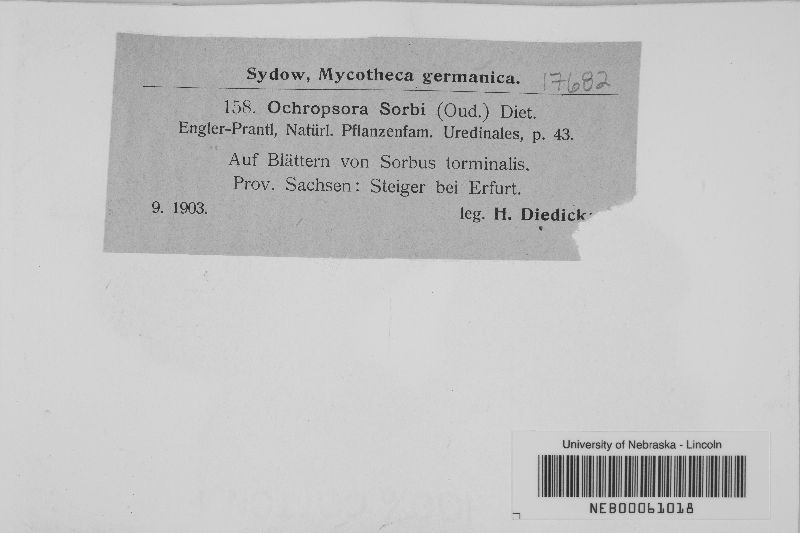 Sydow, Mycotheca germanica. 17682
158. Ochropsora Sorbi (Oud.) Diet.
Engler-Prantl, Natürl. Pflanzenfam. Uredinales, p. 43.
Auf Blättern von Sorbus torminalis.
Prov. Sachsen: Steiger bei Erfurt.
9. 1903. leg. H. Diedick
University of Nebraska - Lincoln
NEB00061018